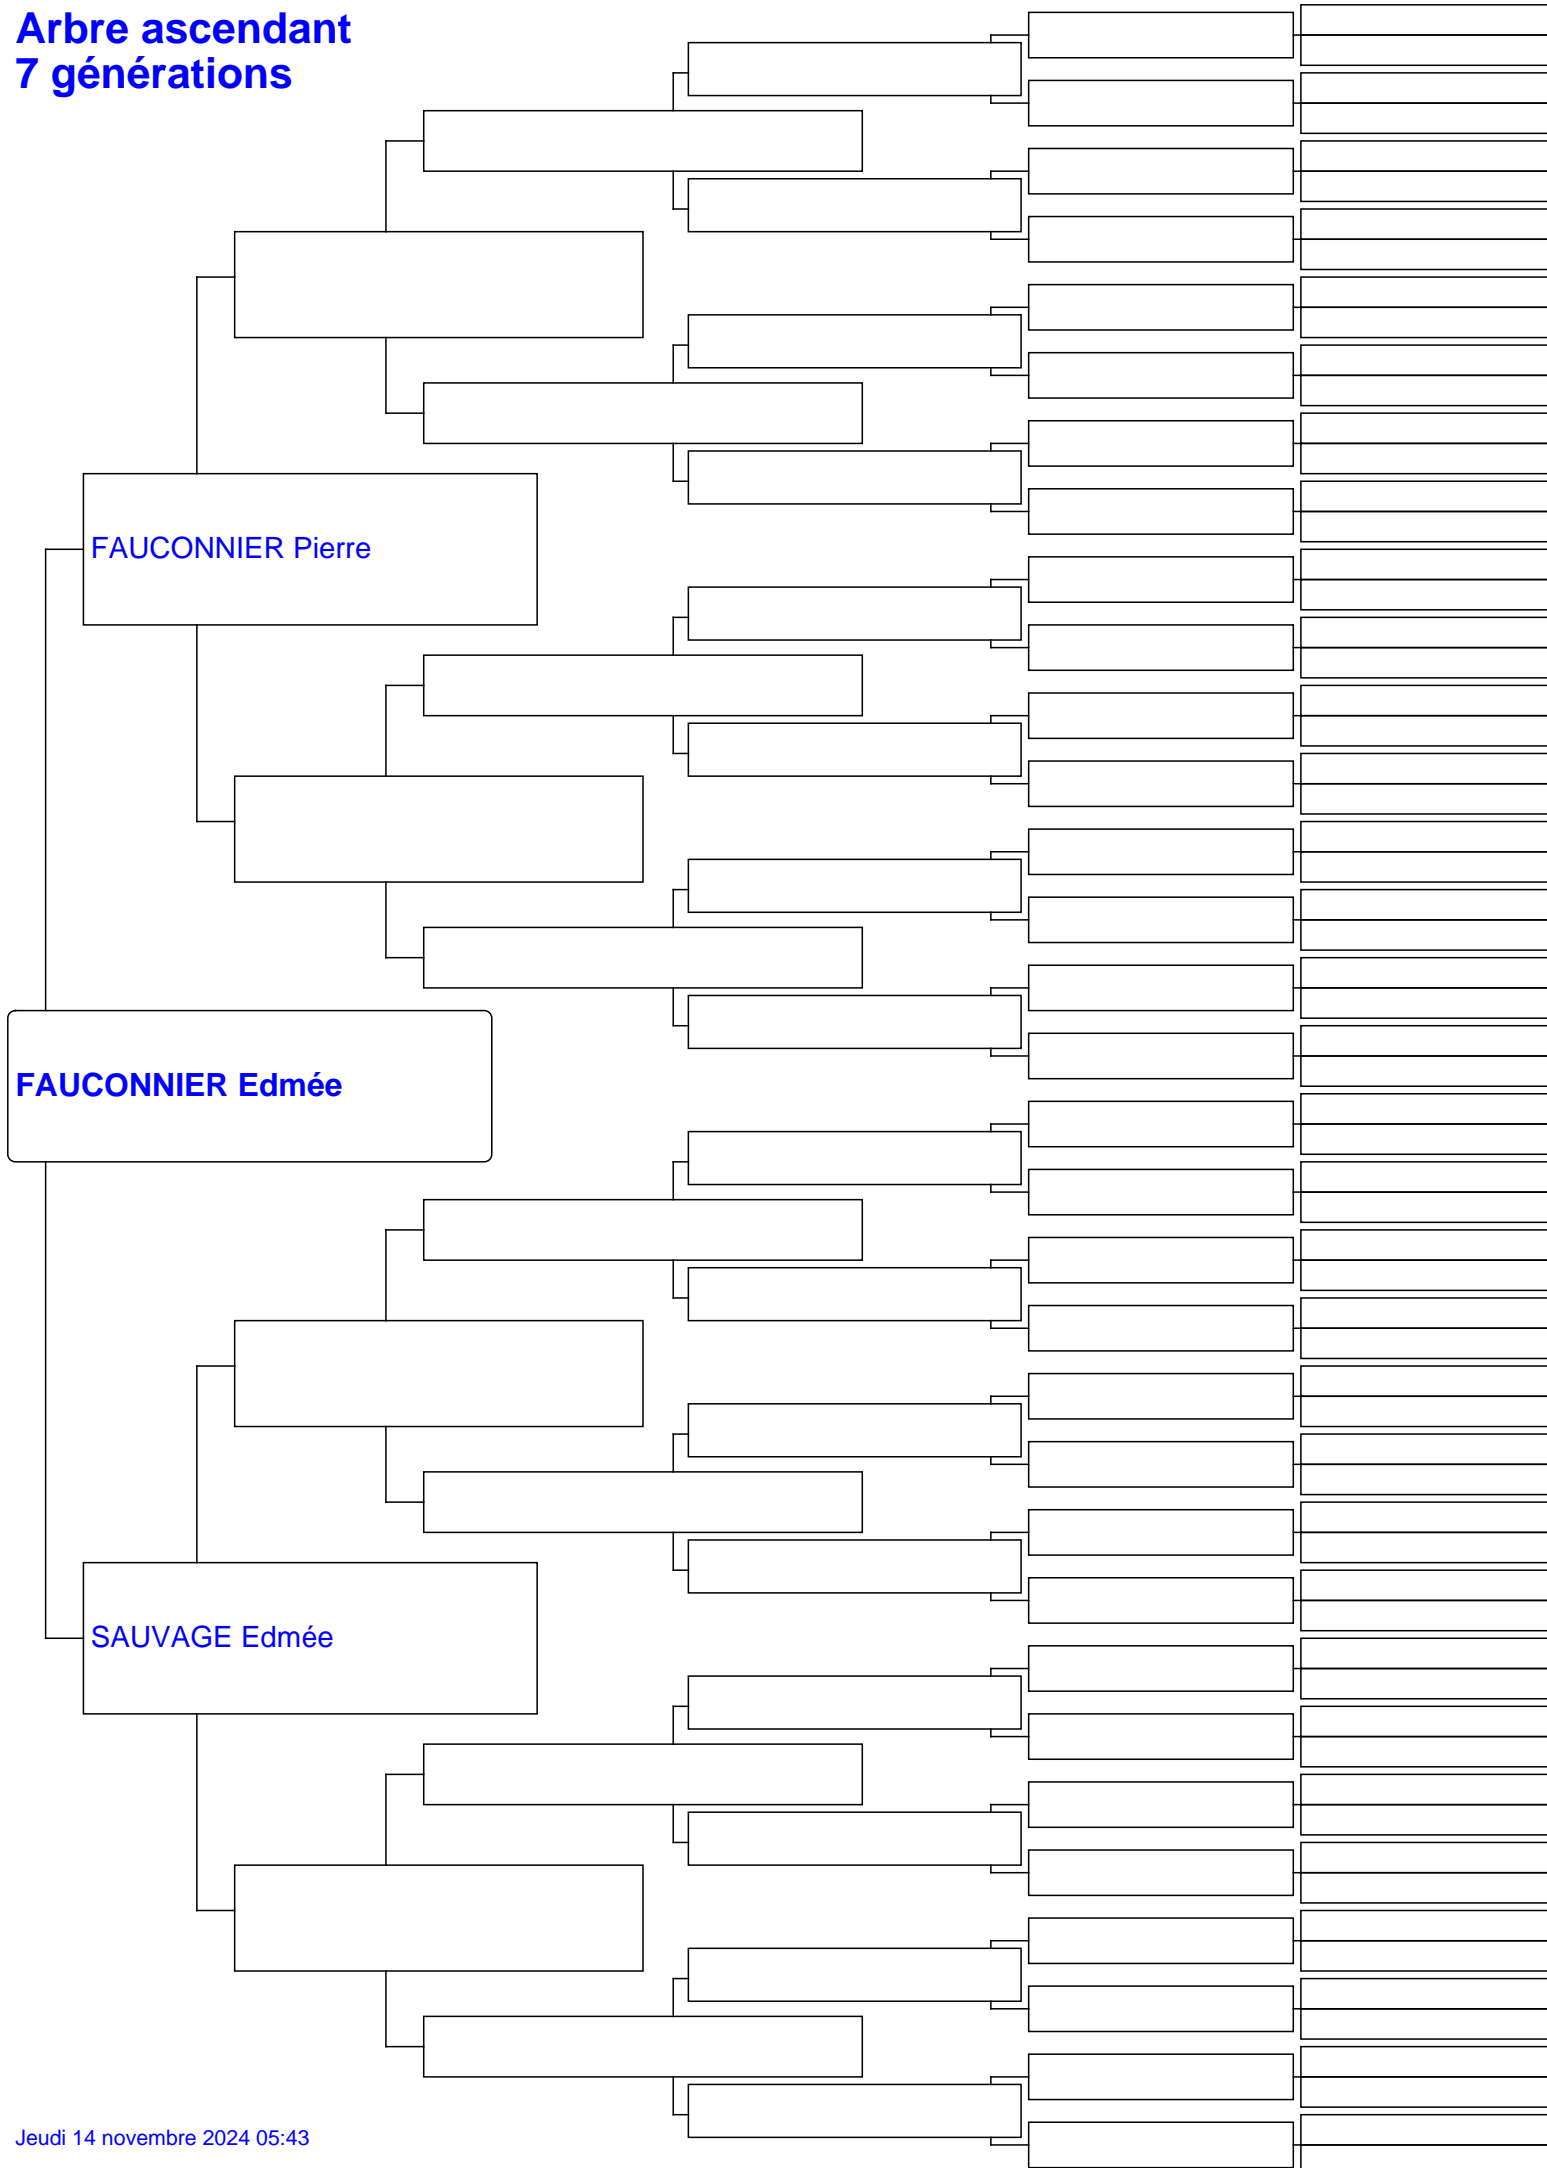 Arbre ascendant
7 générations
FAUCONNIER Pierre
FAUCONNIER Edmée
SAUVAGE Edmée
Jeudi 14 novembre 2024 05:43